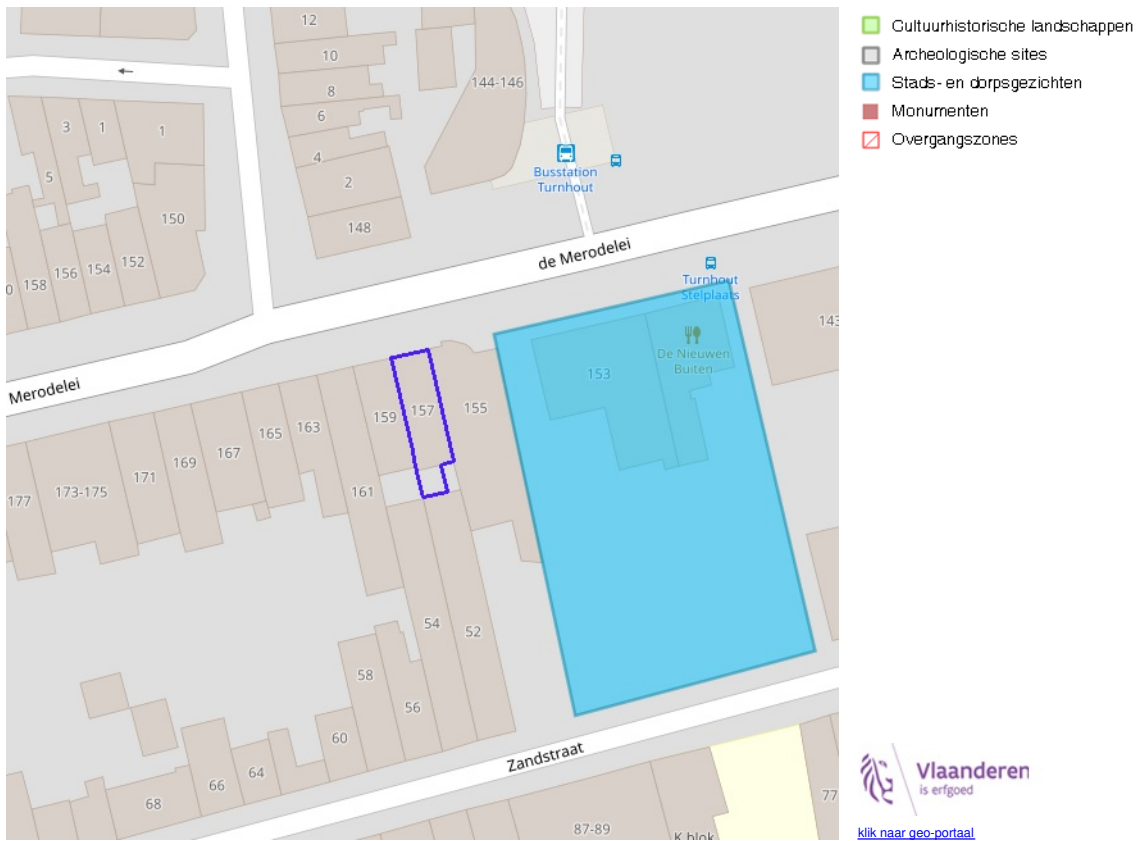 12
10
8
6
4
2
148
144-146
3
1
1
5
150
152
154
156
158
0
Busstation
Turnhout
de Merodelei
Turnhout
Stelplaats
143
De Nieuwen
Buiten
153
Merodelei
155
157
159
161
163
165
167
169
171
173-175
177
54
52
58
56
60
64
66
68
Zandstraat
87-89
K blok
77
Cultuurhistorische landschappen
Archeologische sites
Stads- en dorpsgezichten
Monumenten
Overgangszones
Vlaanderen
is erfgoed
klik naar geo-portaal